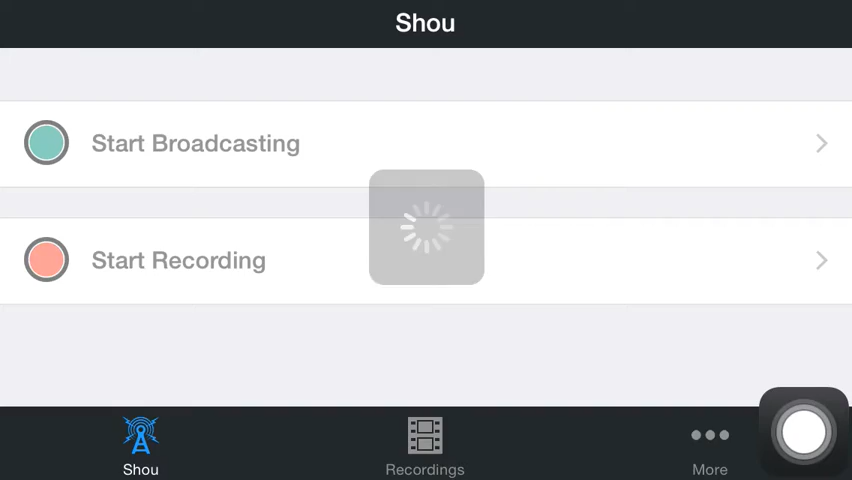 Shou
Start Broadcasting
Start Recording
Shou
Recordings
More